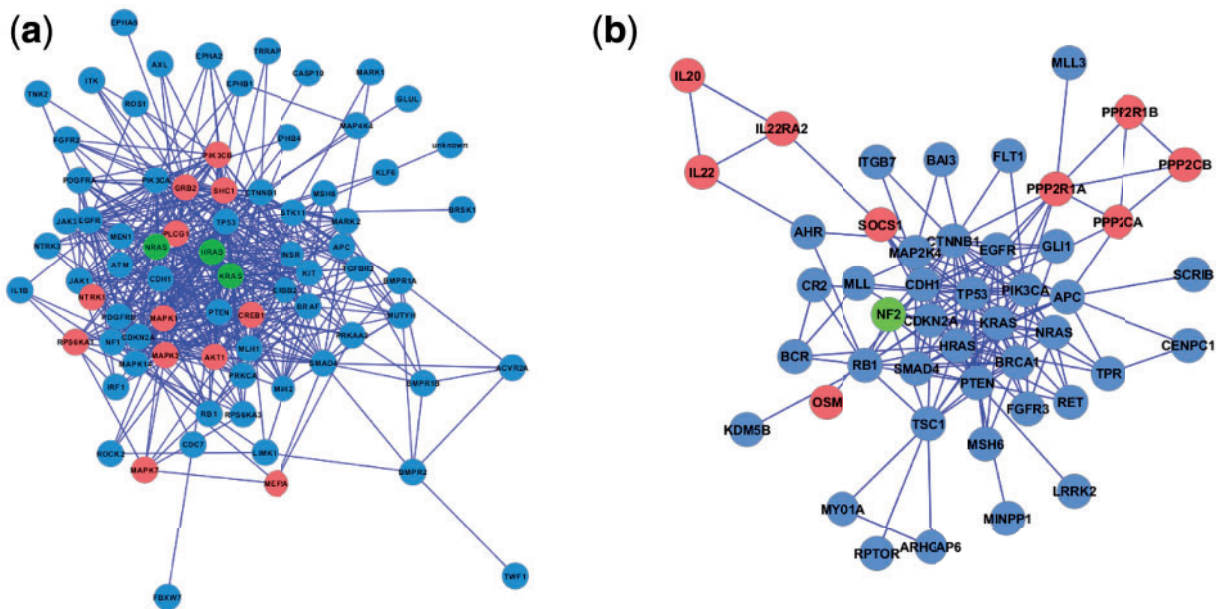 (a)
EPHA5
EPHA2
TRRAP
AXL
CASP10
MARK1
ITK
EPHB1
TNK2
ROS1
GLUL
MAP4K4
EPHB4
FGFR2
unknown
PIK3CB
KLF6
PDGFRA
PIK3CA
GRB2
SHC1
CTNNB1
MSH6
BRSK1
STK11
MARK2
JAK3
EGFR
TP53
PLCG1
MEN1
NRAS
HRAS
APC
NTRK3
INSR
ATM
TGFBR2
KRAS
KIT
CDH1
BMPR1A
JAK1
ERBB2
IL1B
NTRK1
PTEN
BRAF
MUTYH
PDGFRB
MAPK1
CREB1
NF1
CDKN2A
PRKAA2
RPS6KA1
MAPK3
AKT1
MLH1
MAPK14
SMAD4
ACVR2A
PRKCA
IRF1
BMPR1B
RB1
RPS6KA3
CDC7
ROCK2
LIMK1
MAPK7
BMPR2
TWF1
FBXW7
(b)
MLL3
IL20
PPP2R1B
IL22RA2
ITGB7
BAI3
FLT1
IL22
PPP2CB
PPP2R1A
SOCS1
PPP2CA
AHR
CTNNB1
MAP2K4
EGFR
GLI1
SCRIB
CR2
MLL
CDH1
TP53
PIK3CA
APC
NF2
CDKN2A
KRAS
NRAS
HRAS
CENPC1
BCR
RB1
SMAD4
BRCA1
TPR
PTEN
OSM
FGFR3
RET
KDM5B
TSC1
MSH6
LRRK2
MY01A
MINPP1
RPTOR
ARHGAP6